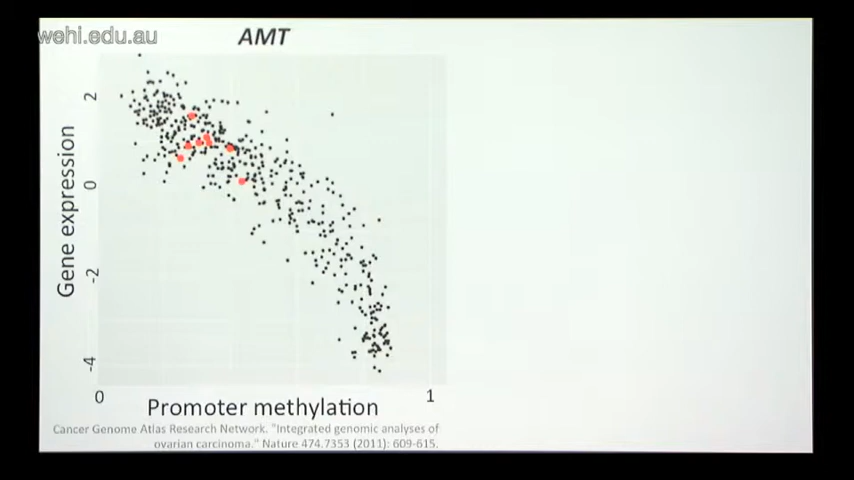 wehi.edu.au
AMT
Gene expression
2
0
-2
-4
0
1
Promoter methylation
Cancer Genome Atlas Research Network. "Integrated genomic analyses of
ovarian carcinoma." Nature 474.7353 (2011): 609-615.